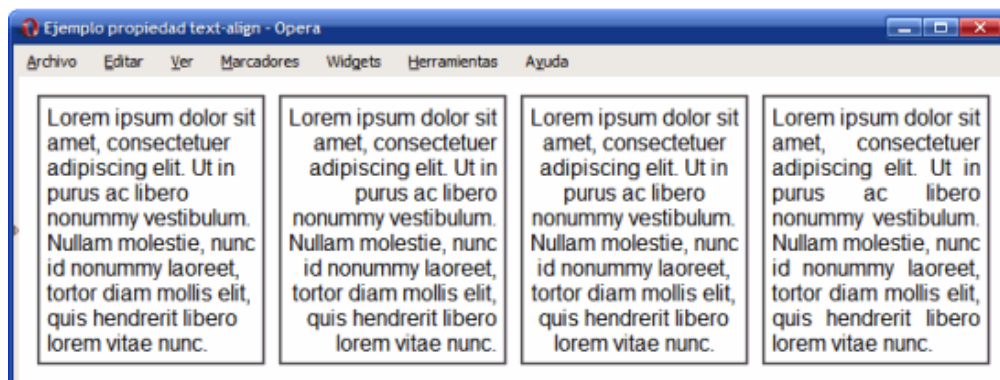 Ejemplo propiedad text-align - Opera
Archivo Editar Ver Marcadores Widgets Herramientas Ayuda
Lorem ipsum dolor sit
amet, consectetuer
adipiscing elit. Ut in
purus ac libero
nonummy vestibulum.
Nullam molestie, nunc
id nonummy laoreet,
tortor diam mollis elit,
quis hendrerit libero
lorem vitae nunc.
Lorem ipsum dolor sit
amet, consectetuer
adipiscing elit. Ut in
purus ac libero
nonummy vestibulum.
Nullam molestie, nunc
id nonummy laoreet,
tortor diam mollis elit,
quis hendrerit libero
lorem vitae nunc.
Lorem ipsum dolor sit
amet, consectetuer
adipiscing elit. Ut in
purus ac libero
nonummy vestibulum.
Nullam molestie, nunc
id nonummy laoreet,
tortor diam mollis elit,
quis hendrerit libero
lorem vitae nunc.
Lorem ipsum dolor sit
amet, consectetuer
adipiscing elit. Ut in
purus ac libero
nonummy vestibulum.
Nullam molestie, nunc
id nonummy laoreet,
tortor diam mollis elit,
quis hendrerit libero
lorem vitae nunc.